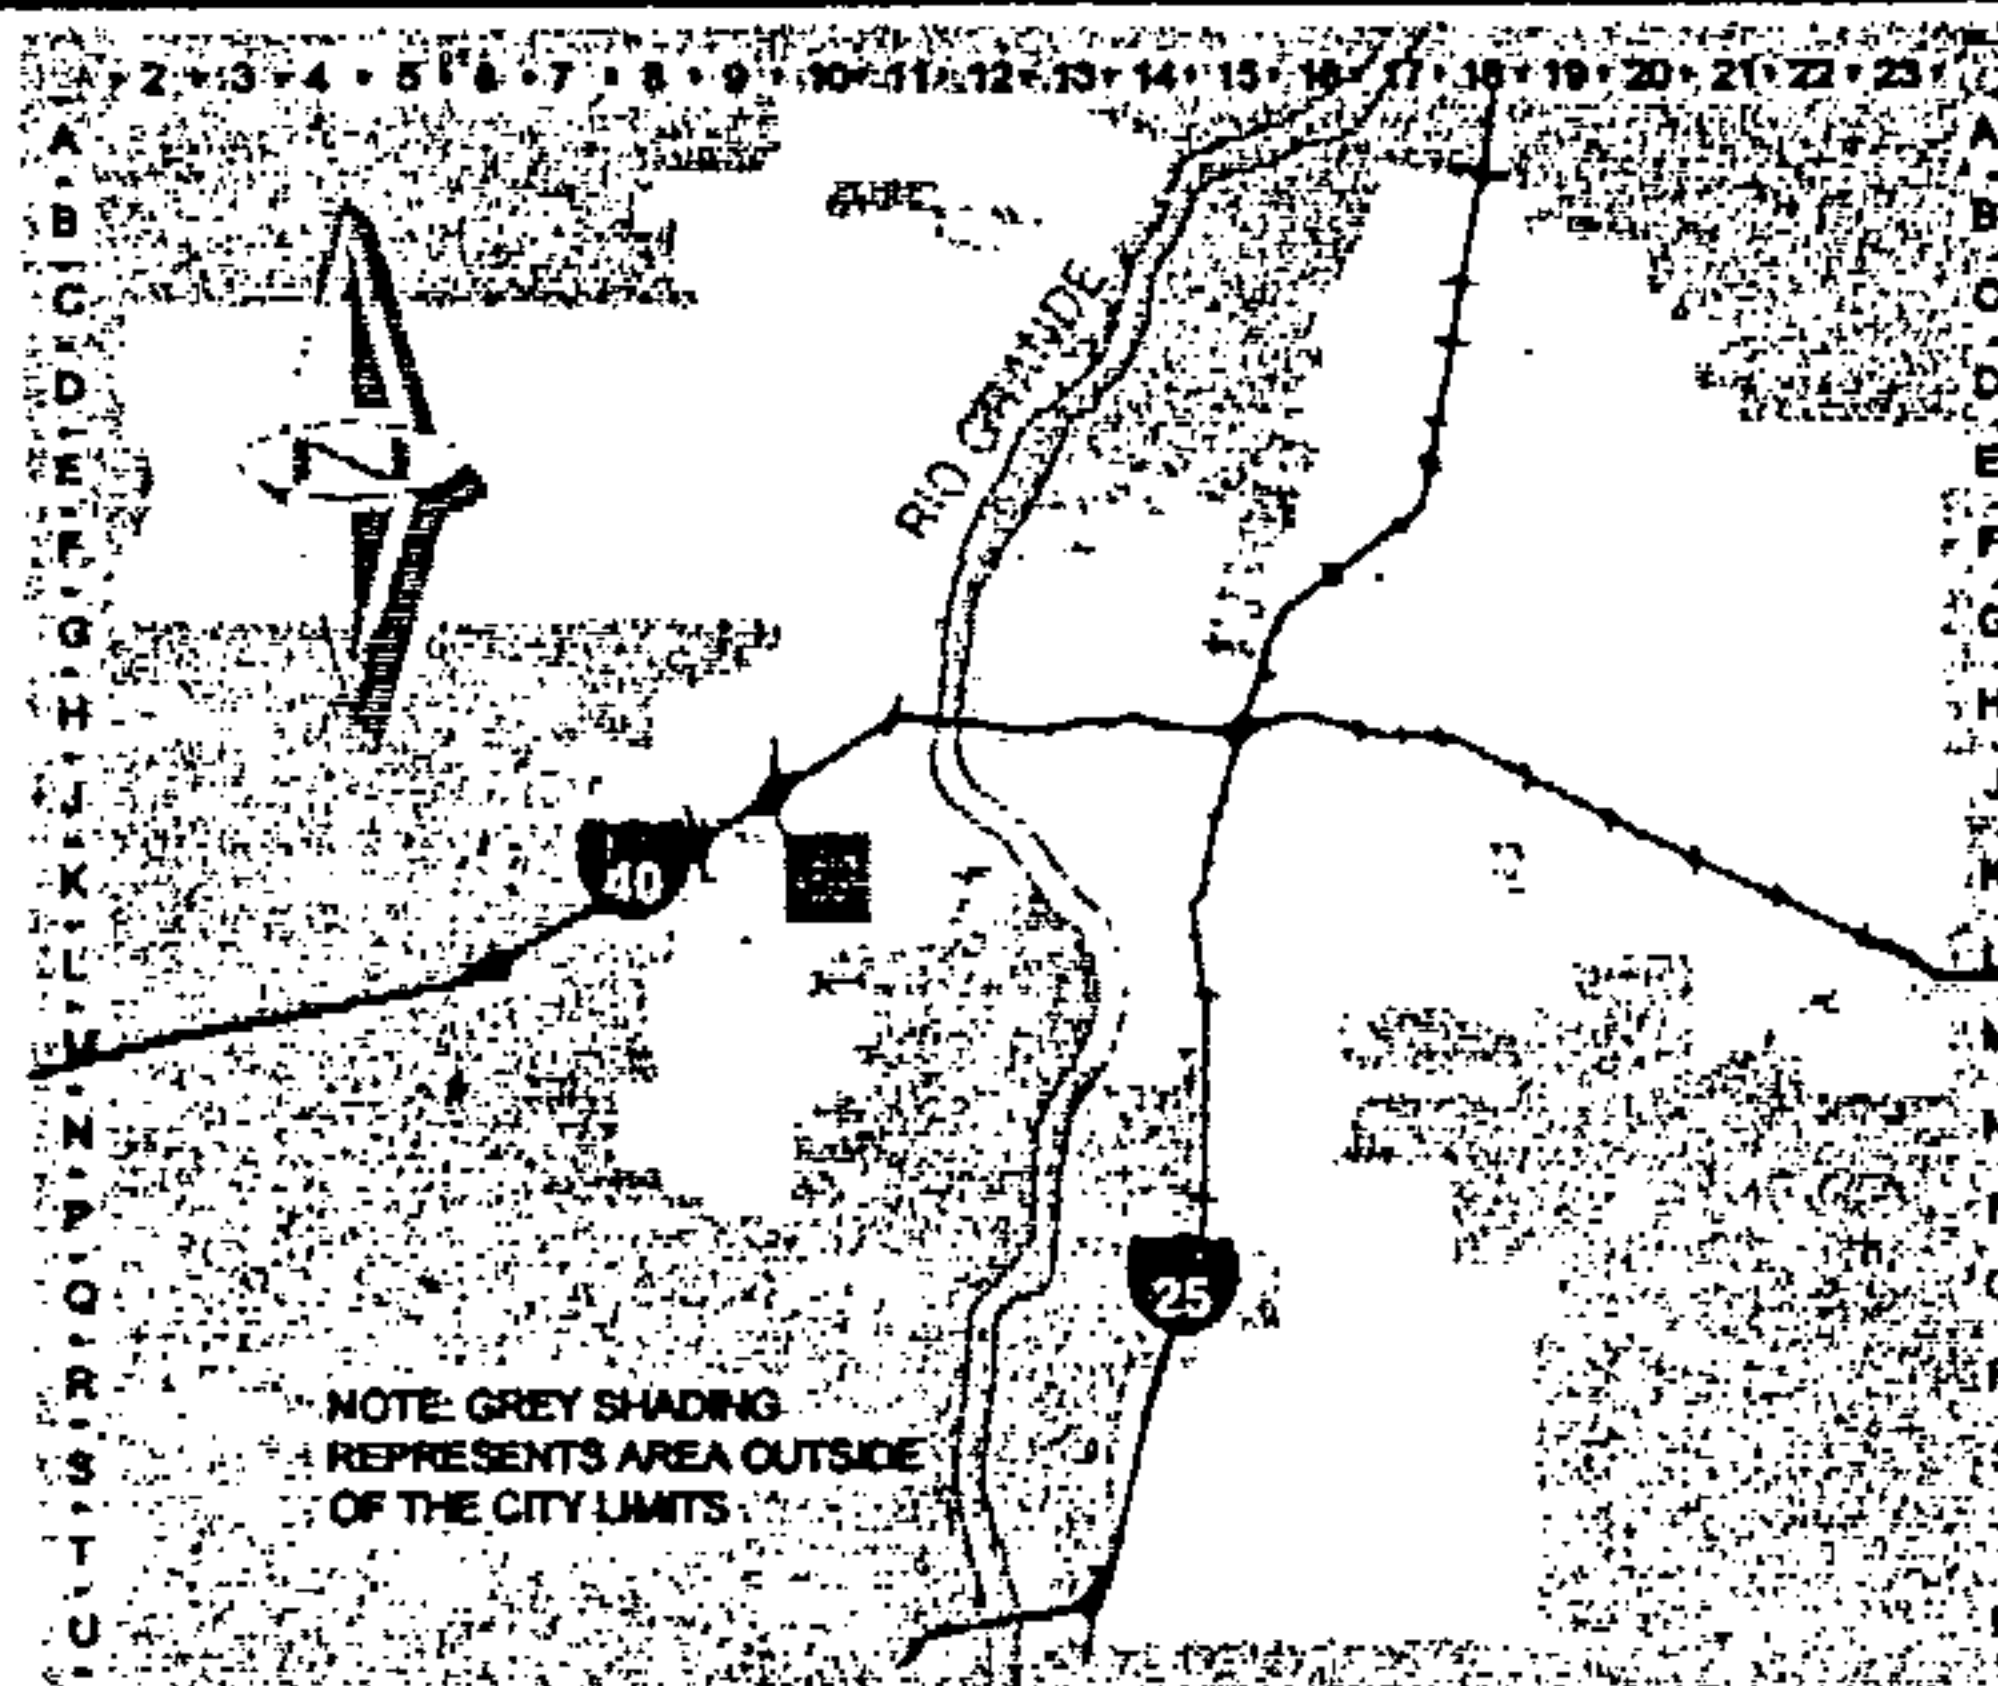 2 3 4 5 6 7 8 9 10 11 12 13 14 15 16 17 18 19 20 21 22 23
A A
B B
C C
D D
E E
F F
G G
H H
J J
K K
L L
M
N
P
Q
R
S
T
U
N
RIO GRANDE
40
25
NOTE: GREY SHADING
REPRESENTS AREA OUTSIDE
OF THE CITY LIMITS